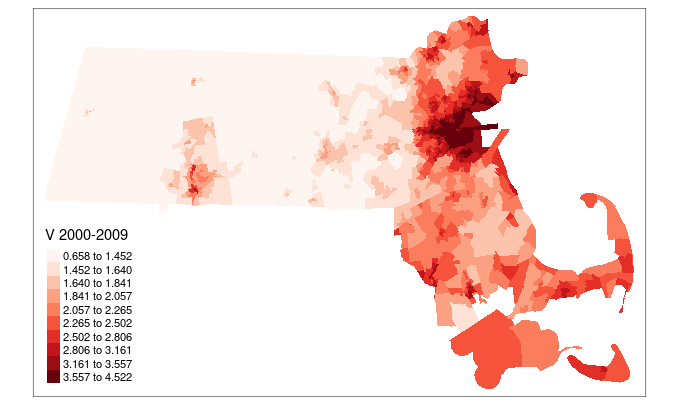 V 2000-2009
0.658 to 1.452
1.452 to 1.640
1.640 to 1.841
1.841 to 2.057
2.057 to 2.265
2.265 to 2.502
2.502 to 2.806
2.806 to 3.161
3.161 to 3.557
3.557 to 4.522